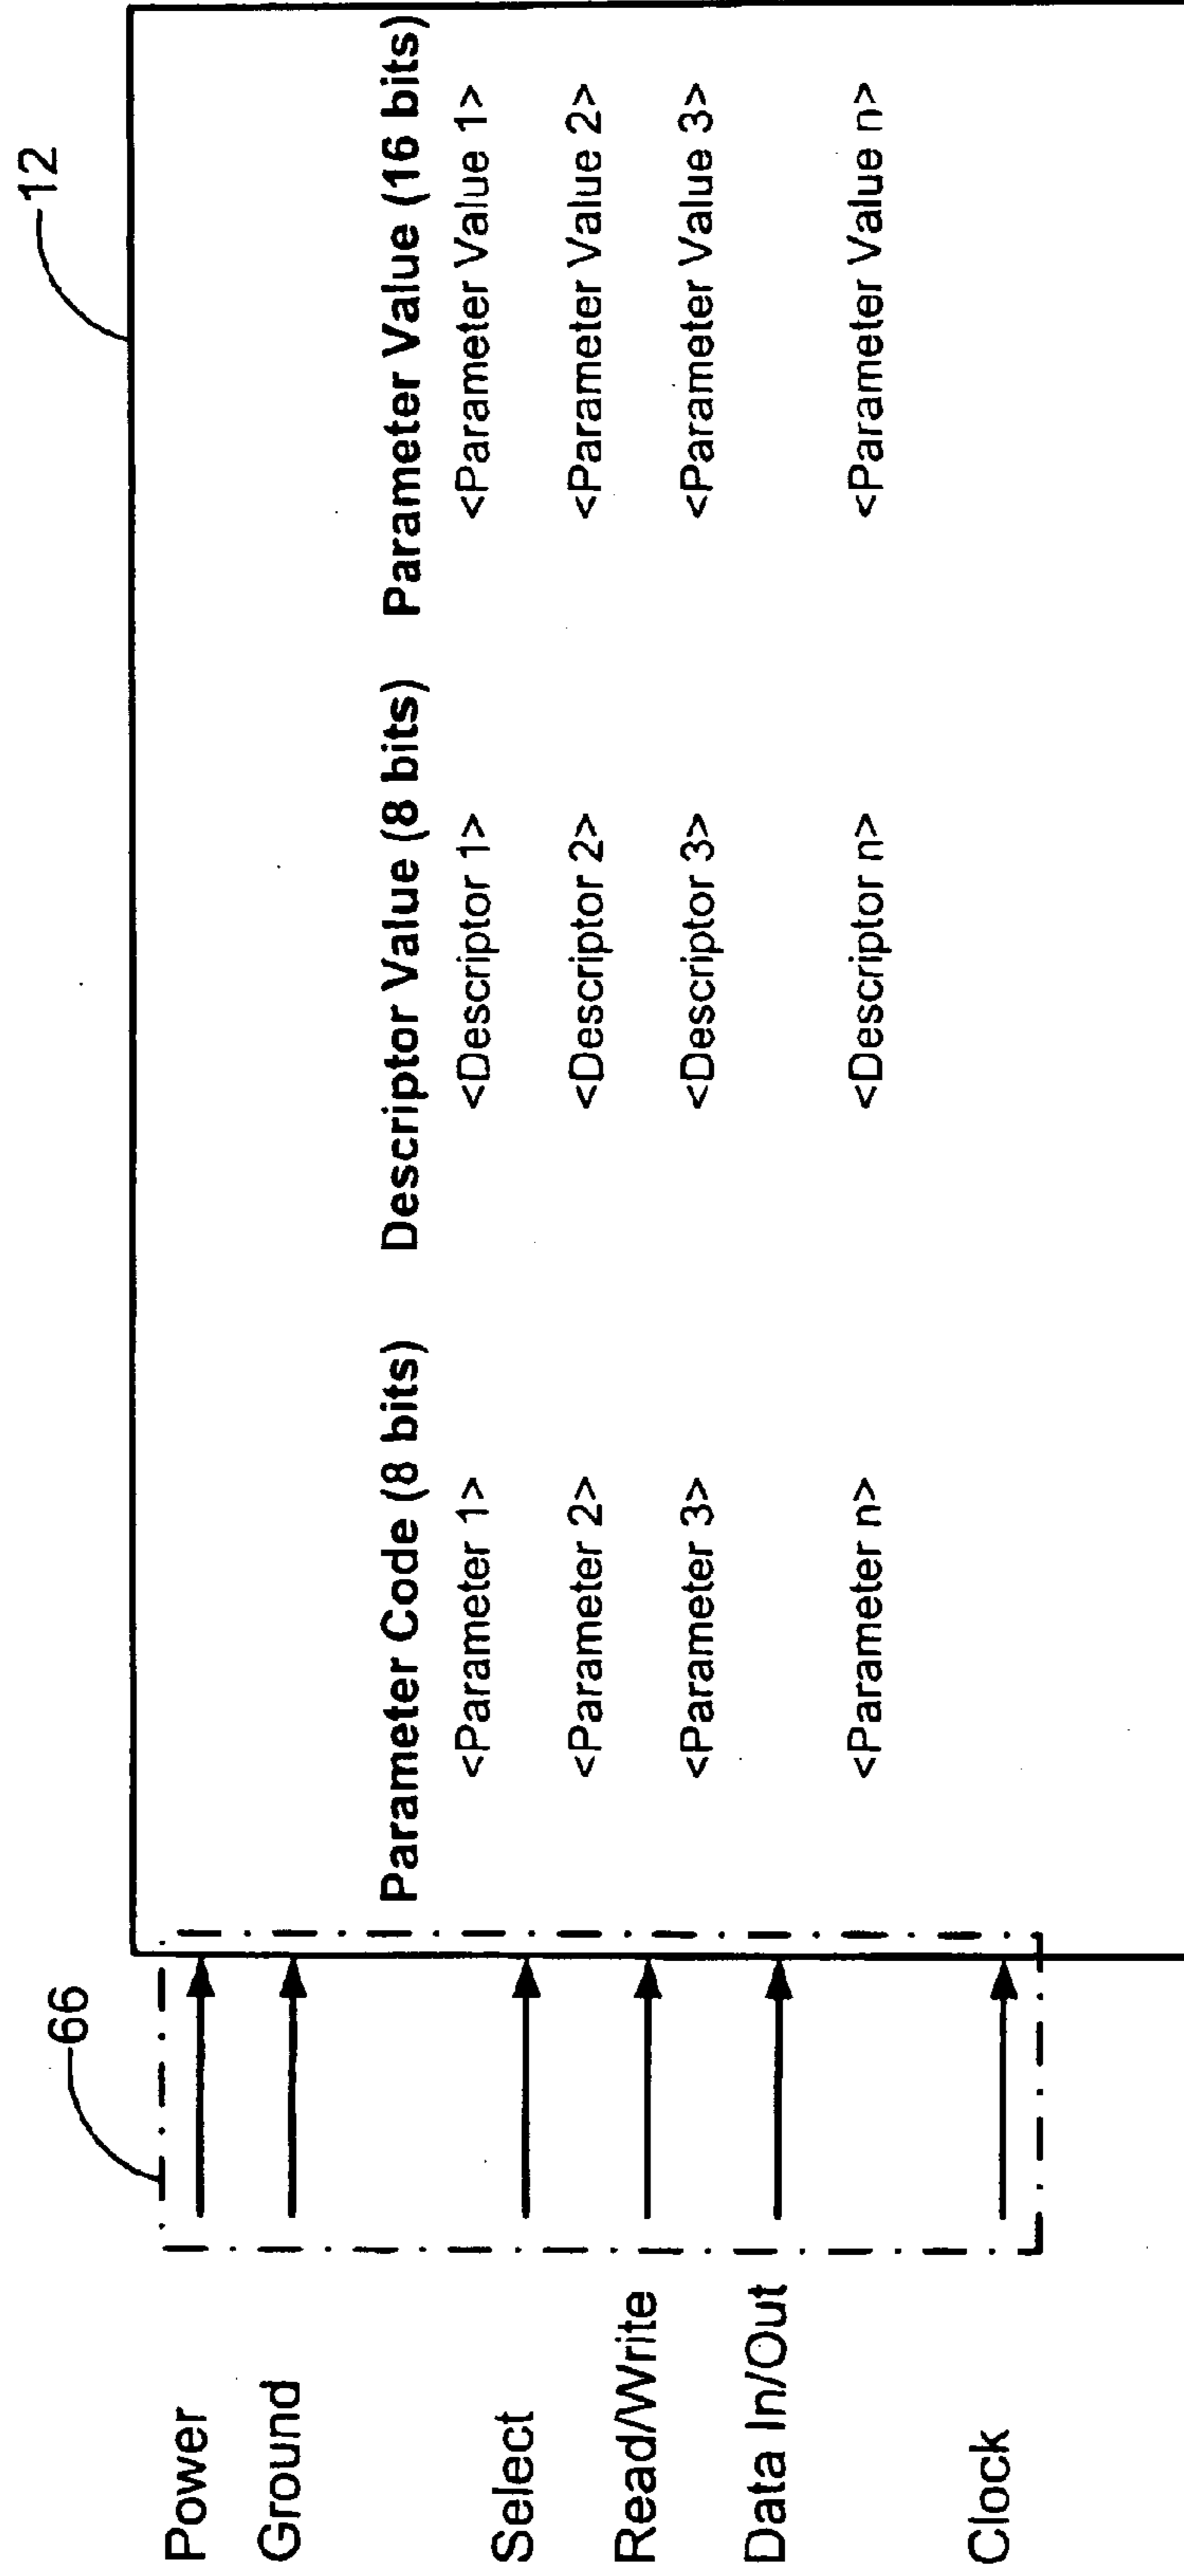 12
66
Power
Ground
Select
Read/Write
Data In/Out
Clock
Parameter Code (8 bits) Descriptor Value (8 bits) Parameter Value (16 bits)
<Parameter 1> <Descriptor 1> <Parameter Value 1>
<Parameter 2> <Descriptor 2> <Parameter Value 2>
<Parameter 3> <Descriptor 3> <Parameter Value 3>
<Parameter n> <Descriptor n> <Parameter Value n>